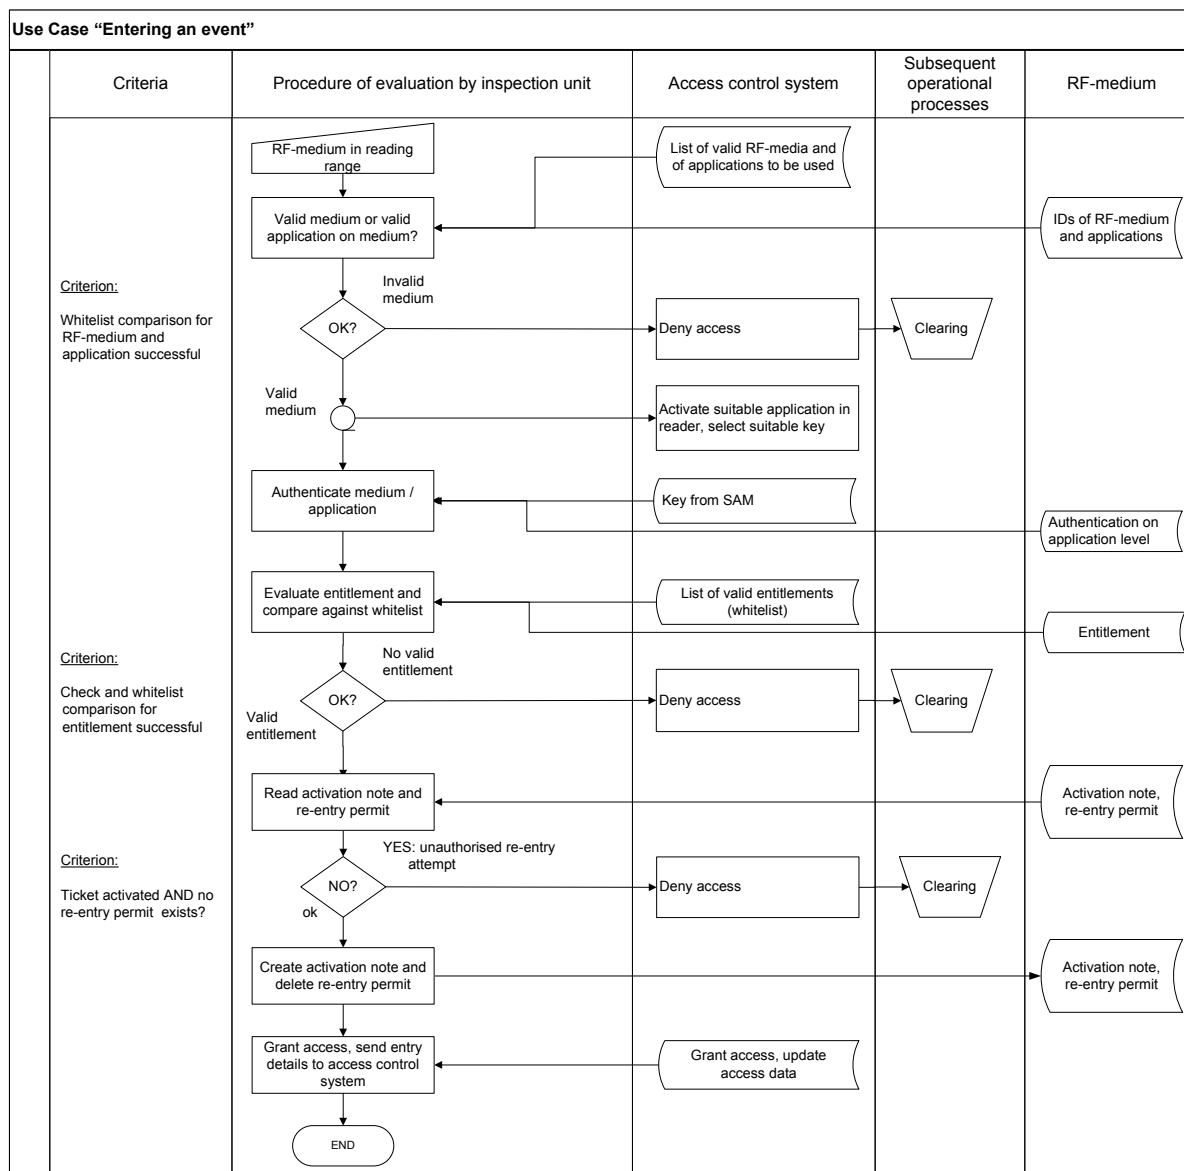 Use Case “Entering an event”
Criteria
Procedure of evaluation by inspection unit
Access control system
Subsequent
operational
processes
RF-medium
RF-medium in reading
range
List of valid RF-media and
of applications to be used
Valid medium or valid
application on medium?
IDs of RF-medium
and applications
Criterion:
Whitelist comparison for
RF-medium and
application successful
Invalid
medium
OK?
Deny access
Clearing
Valid
medium
Activate suitable application in
reader, select suitable key
Authenticate medium /
application
Key from SAM
Authentication on
application level
Evaluate entitlement and
compare against whitelist
List of valid entitlements
(whitelist)
Entitlement
Criterion:
Check and whitelist
comparison for
entitlement successful
No valid
entitlement
OK?
Deny access
Clearing
Valid
entitlement
Read activation note and
re-entry permit
Activation note,
re-entry permit
Criterion:
Ticket activated AND no
re-entry permit exists?
YES: unauthorised re-entry
attempt
NO?
ok
Deny access
Clearing
Create activation note and
delete re-entry permit
Activation note,
re-entry permit
Grant access, send entry
details to access control
system
Grant access, update
access data
END